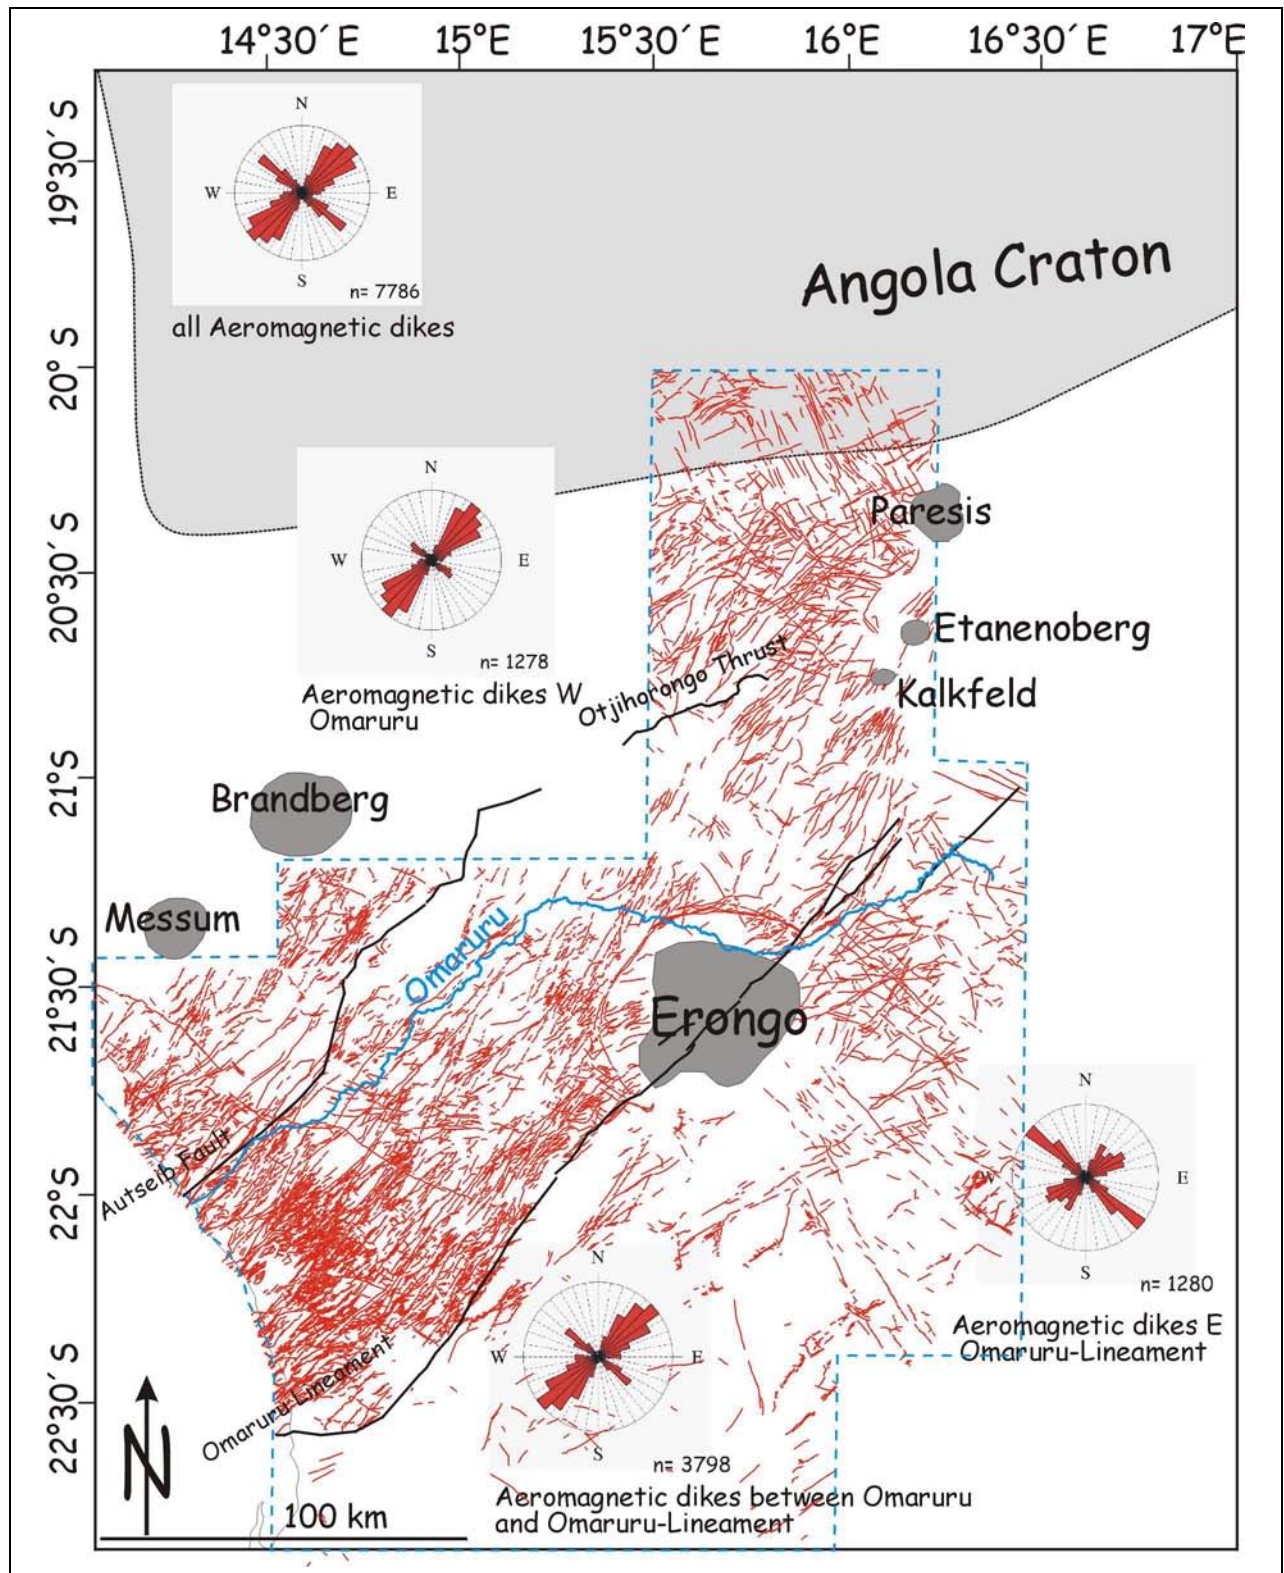 14°30´E 15°E 15°30´E 16°E 16°30´E 17°E
19°30´S
20°S
20°30´S
21°S
21°30´S
22°S
22°30´S
N
W E
S
n= 7786
all Aeromagnetic dikes
Angola Craton
N
W E
S
n= 1278
Aeromagnetic dikes W
Omaruru
Paresis
Etanenoberg
Kalkfeld
Otjihorongo Thrust
Brandberg
Messum
Omaruru
Erongo
Autseib Fault
Omaruru Lineament
N
W E
S
n= 1280
Aeromagnetic dikes E
Omaruru-Lineament
N
W E
S
n= 3798
Aeromagnetic dikes between Omaruru
and Omaruru-Lineament
N
100 km